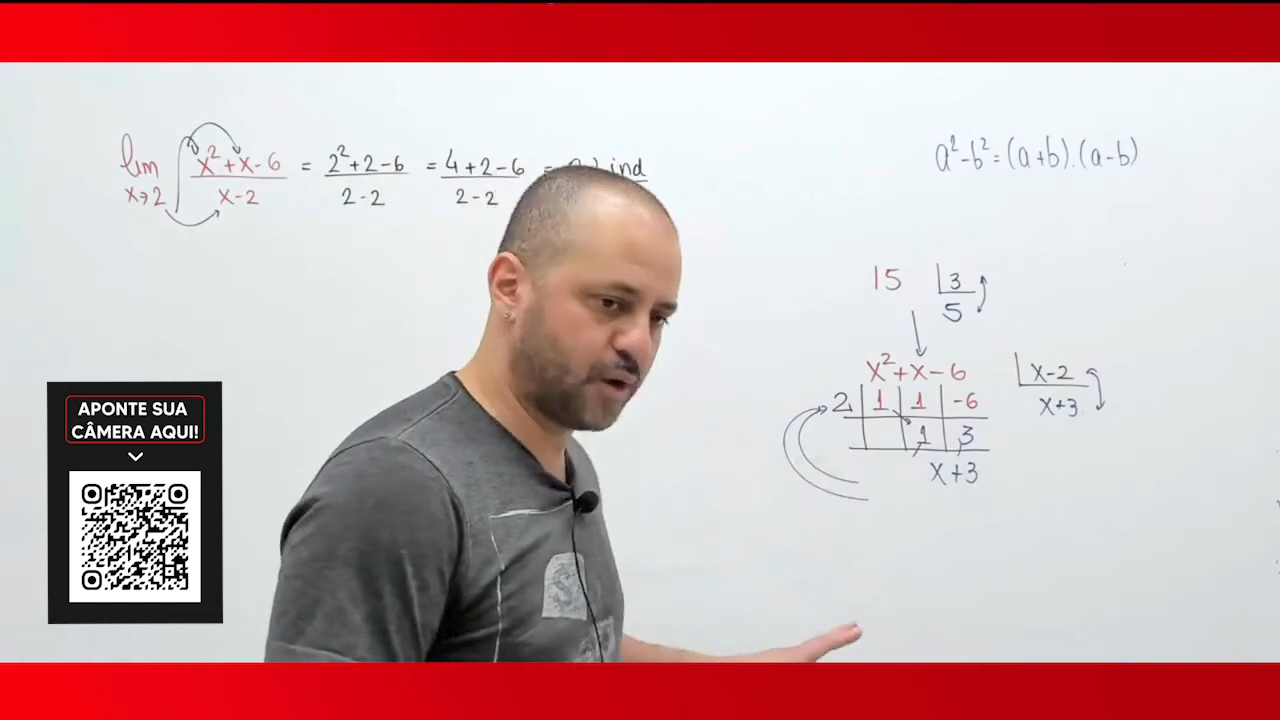 lim x→2 x²+x-6/x-2 = 2²+2-6/2-2 = 4+2-6/2-2 = ind
a²-b²=(a+b).(a-b)
15 3
5
x²+x-6 x-2
x+3
2 1 1 -6
1 3
x+3
APONTE SUA
CÂMERA AQUI!